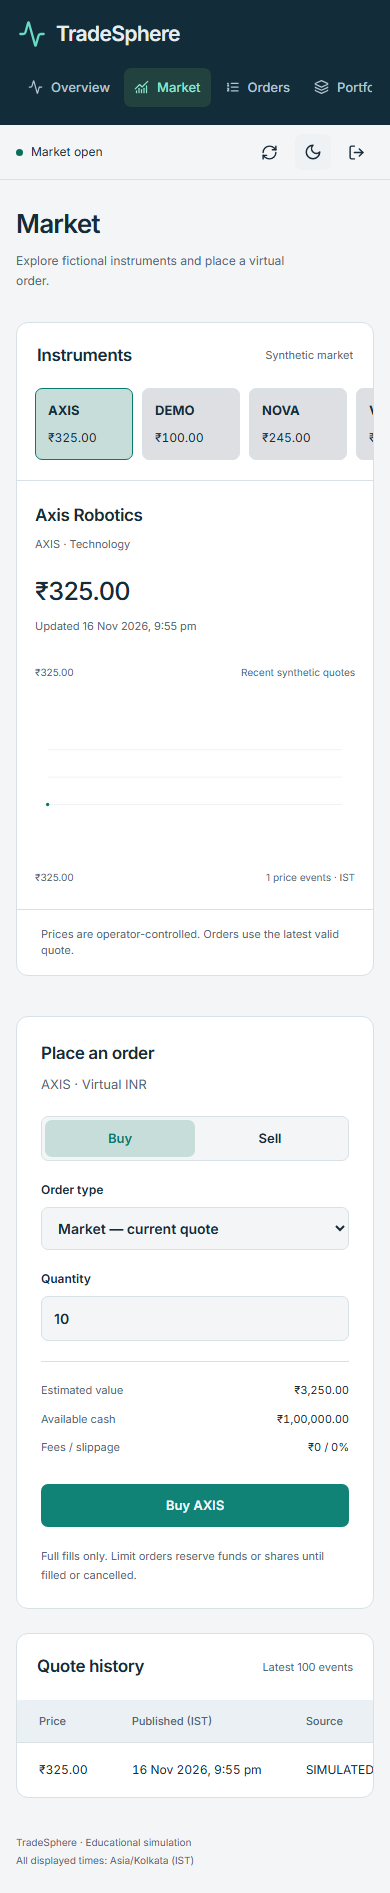 TradeSphere
Overview
Market
Orders
Portfo
Market open
Market
Explore fictional instruments and place a virtual
order.
Instruments
Synthetic market
AXIS
DEMO
NOVA
₹325.00
₹100.00
₹245.00
Axis Robotics
AXIS · Technology
₹325.00
Updated 16 Nov 2026, 9:55 pm
₹325.00
Recent synthetic quotes
₹325.00
1 price events · IST
Prices are operator-controlled. Orders use the latest valid
quote.
Place an order
AXIS · Virtual INR
Buy
Sell
Order type
Market — current quote
Quantity
10
Estimated value
₹3,250.00
Available cash
₹1,00,000.00
Fees / slippage
₹0 / 0%
Buy AXIS
Full fills only. Limit orders reserve funds or shares until
filled or cancelled.
Quote history
Latest 100 events
Price
Published (IST)
Source
₹325.00
16 Nov 2026, 9:55 pm
SIMULATED
TradeSphere · Educational simulation
All displayed times: Asia/Kolkata (IST)